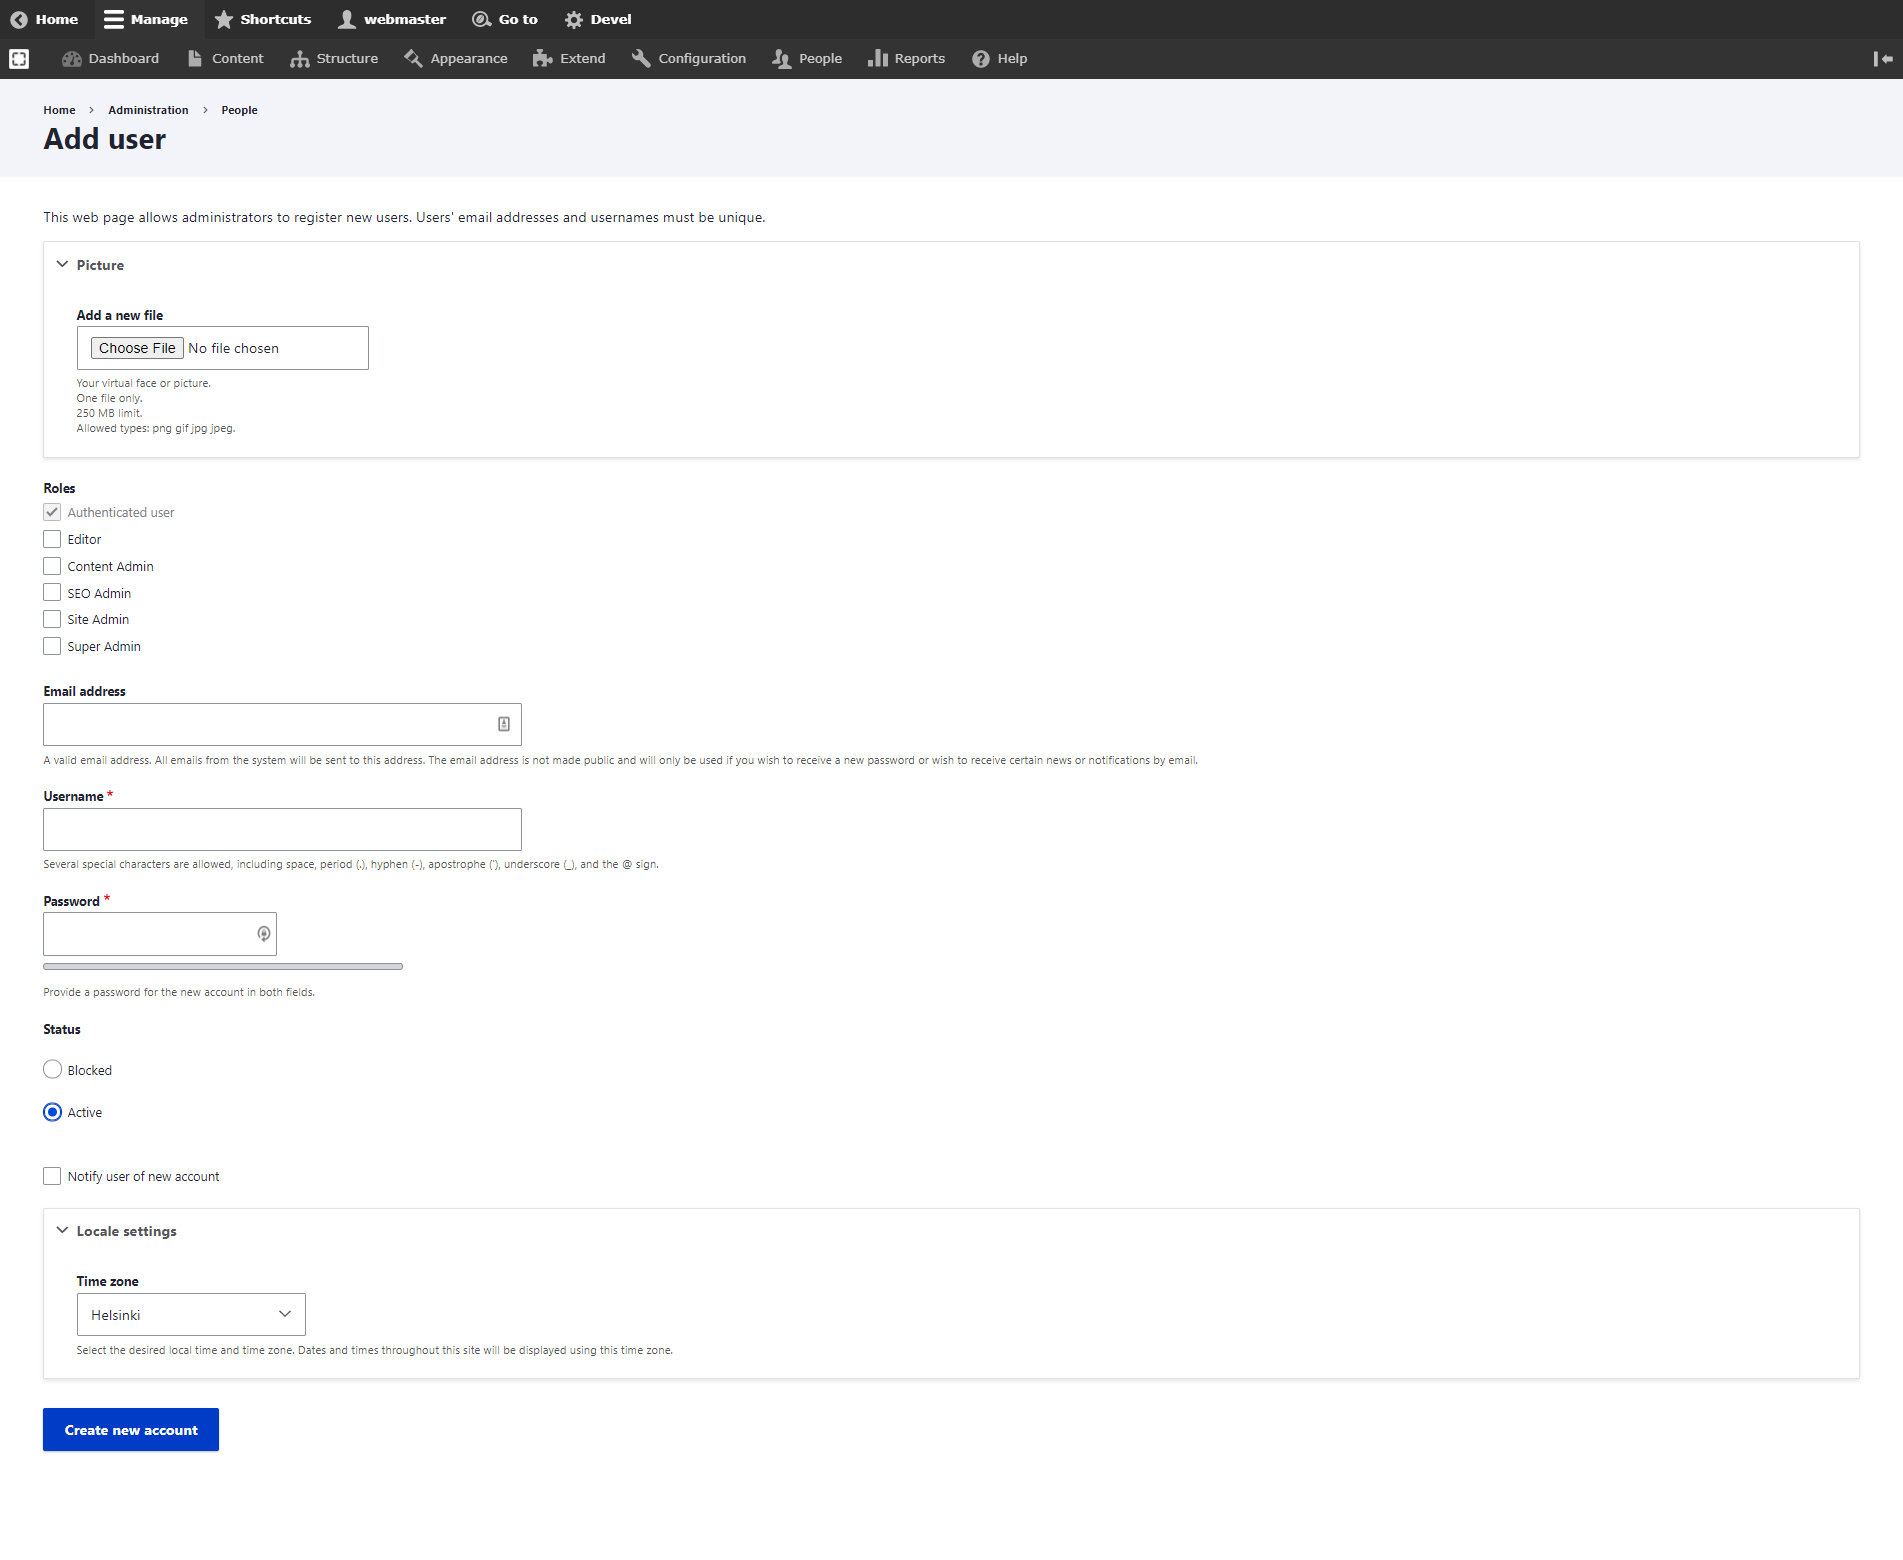 Home Manage Shortcuts webmaster Go to Devel
Dashboard Content Structure Appearance Extend Configuration People Reports Help
Home › Administration › People
Add user
This web page allows administrators to register new users. Users' email addresses and usernames must be unique.
Picture
Add a new file
Choose File No file chosen
Your virtual face or picture.
One file only.
250 MB limit.
Allowed types: png gif jpg jpeg.
Roles
Authenticated user
Editor
Content Admin
SEO Admin
Site Admin
Super Admin
Email address
A valid email address. All emails from the system will be sent to this address. The email address is not made public and will only be used if you wish to receive a new password or wish to receive certain news or notifications by email.
Username *
Several special characters are allowed, including space, period (.), hyphen (-), apostrophe ('), underscore (_), and the @ sign.
Password *
Provide a password for the new account in both fields.
Status
Blocked
Active
Notify user of new account
Locale settings
Time zone
Helsinki
Select the desired local time and time zone. Dates and times throughout this site will be displayed using this time zone.
Create new account